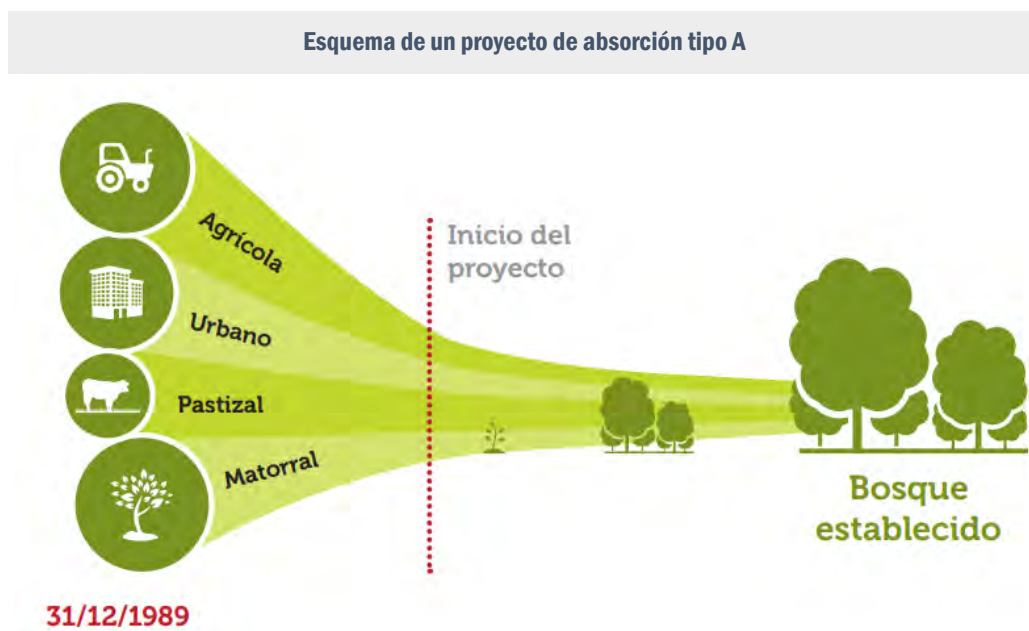 Esquema de un proyecto de absorción tipo A
Agrícola
Urbano
Pastizal
Matorral
Inicio del
proyecto
Bosque
establecido
31/12/1989